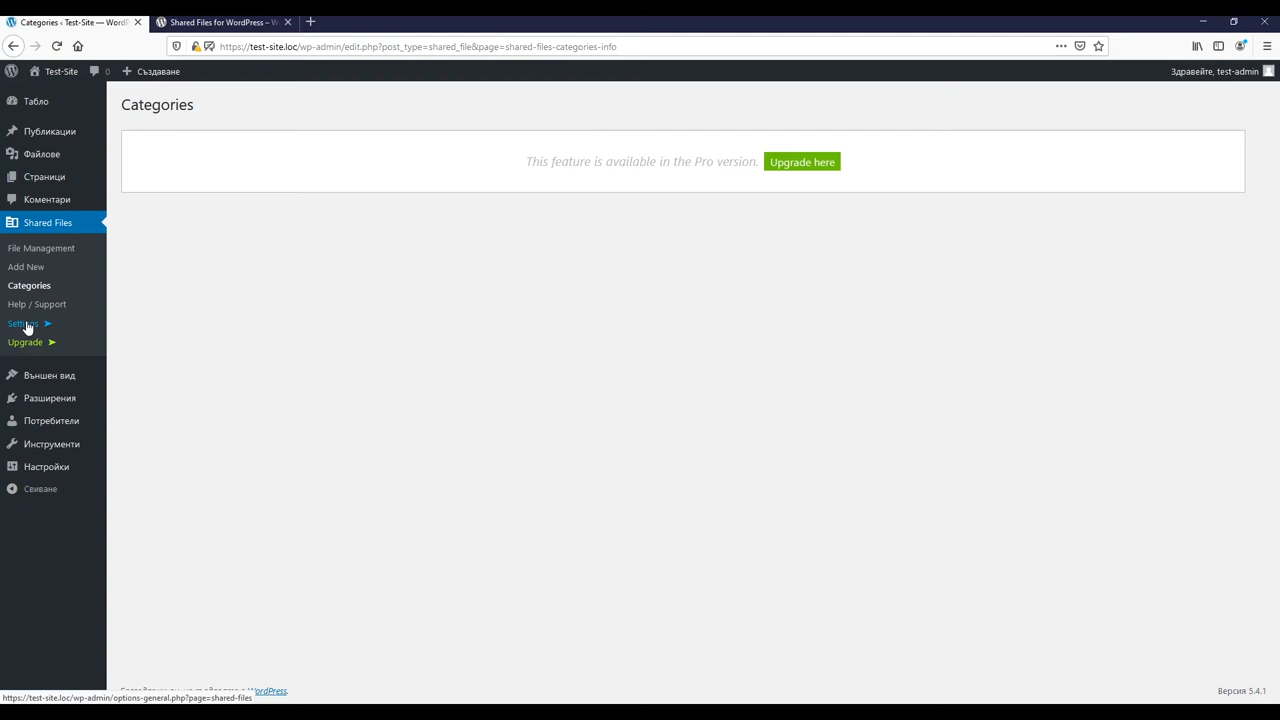 Categories ‹ Test-Site — WordP
Shared Files for WordPress – W
https://test-site.loc/wp-admin/edit.php?post_type=shared_file&page=shared-files-categories-info
Test-Site
0
Създаване
Здравейте, test-admin
Табло
Публикации
Файлове
Страници
Коментари
Shared Files
File Management
Add New
Categories
Help / Support
Settings
Upgrade
Външен вид
Разширения
Потребители
Инструменти
Настройки
Свиване
Categories
This feature is available in the Pro version. Upgrade here
WordPress.
Версия 5.4.1
https://test-site.loc/wp-admin/options-general.php?page=shared-files